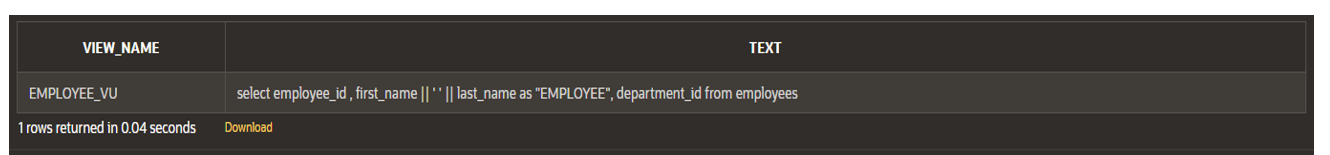 VIEW_NAME TEXT
EMPLOYEE_VU select employee_id , first_name || ' ' || last_name as "EMPLOYEE", department_id from employees
1 rows returned in 0.04 seconds Download